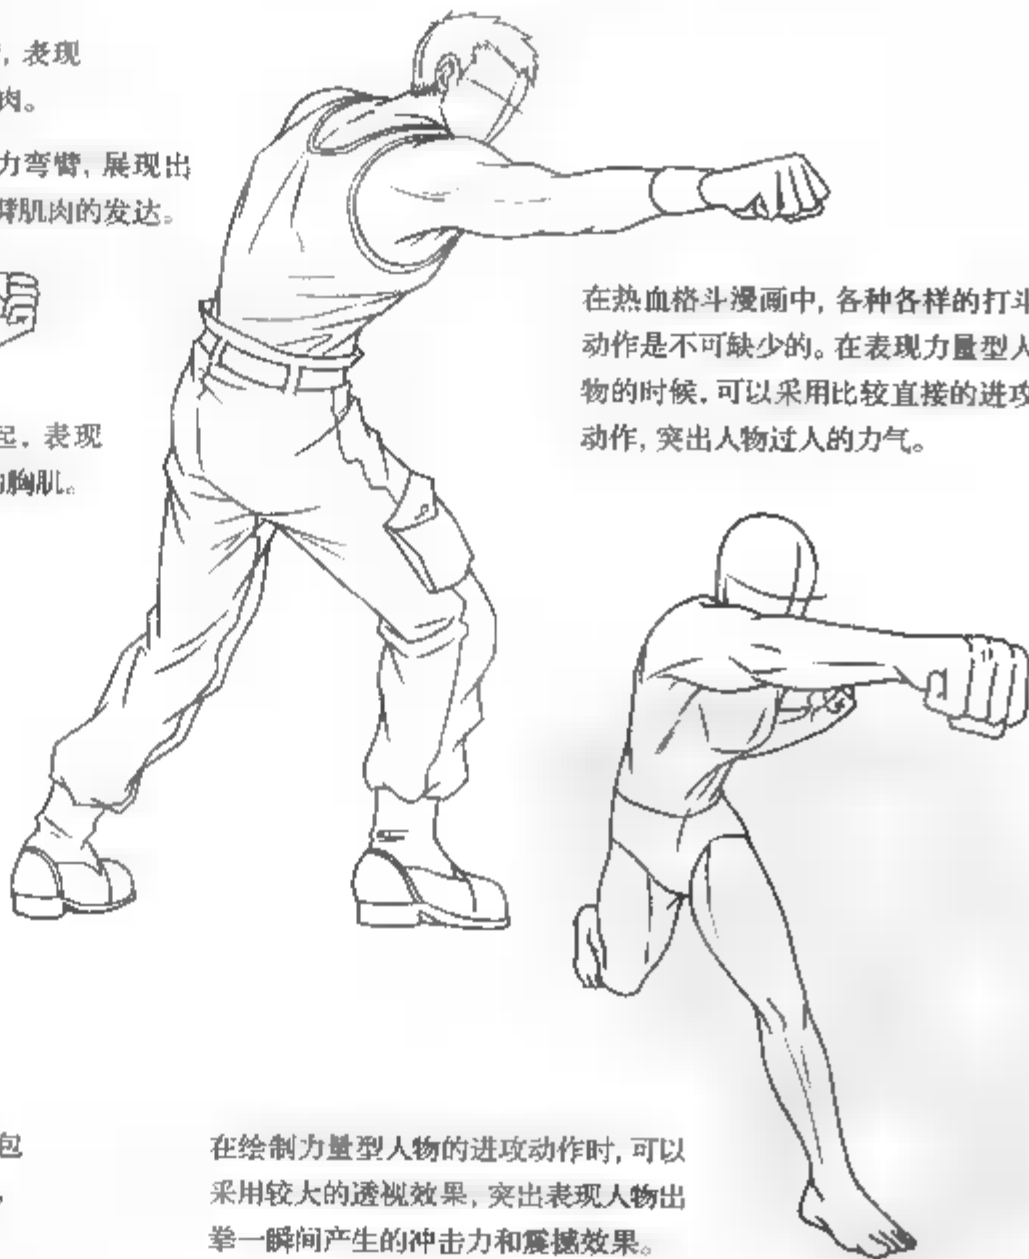 ，表现
肉。
力弯臂，展现出
臂肌肉的发达。
起，表现
的胸肌。
包
，
在热血格斗漫画中，各种各样的打斗
动作是不可缺少的。在表现力量型人
物的时候，可以采用比较直接的进攻
动作，突出人物过人的力气。
在绘制力量型人物的进攻动作时，可以
采用较大的透视效果，突出表现人物出
拳一瞬间产生的冲击力和震撼效果。